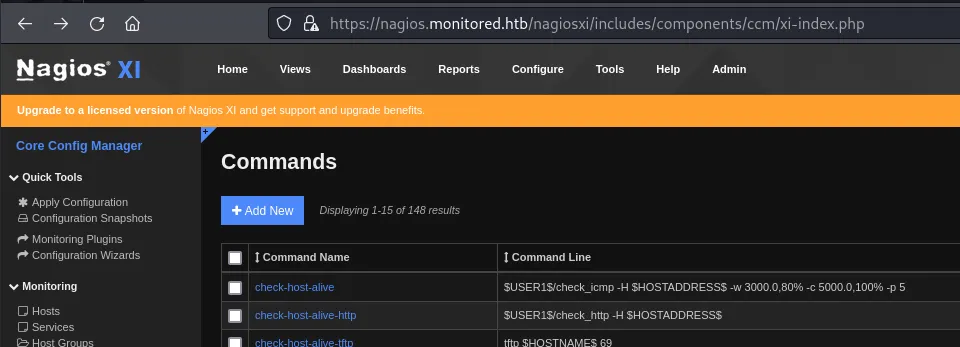 https://nagios.monitored.htb/nagiosxi/includes/components/ccm/xi-index.php
Nagios® XI Home Views Dashboards Reports Configure Tools Help Admin
Upgrade to a licensed version of Nagios XI and get support and upgrade benefits.
Core Config Manager
Quick Tools
Apply Configuration
Configuration Snapshots
Monitoring Plugins
Configuration Wizards
Monitoring
Hosts
Services
Host Groups
+
Commands
+ Add New Displaying 1-15 of 148 results
Command Name Command Line
check-host-alive $USER1$/check_icmp -H $HOSTADDRESS$ -w 3000.0,80% -c 5000.0,100% -p 5
check-host-alive-http $USER1$/check_http -H $HOSTADDRESS$
check-host-alive-tftp tftp $HOSTNAME$ 69